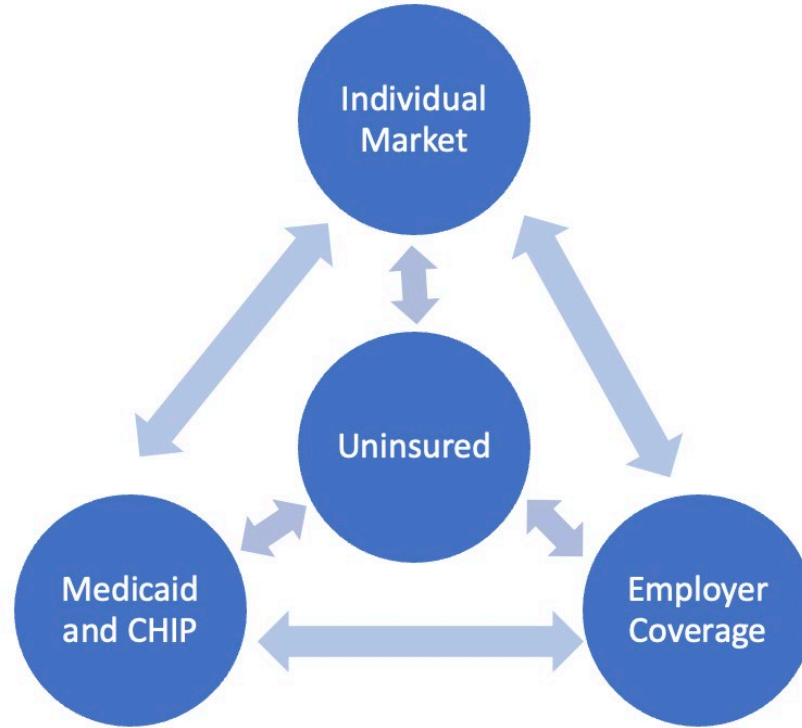 Individual
Market
Uninsured
Medicaid
and CHIP
Employer
Coverage